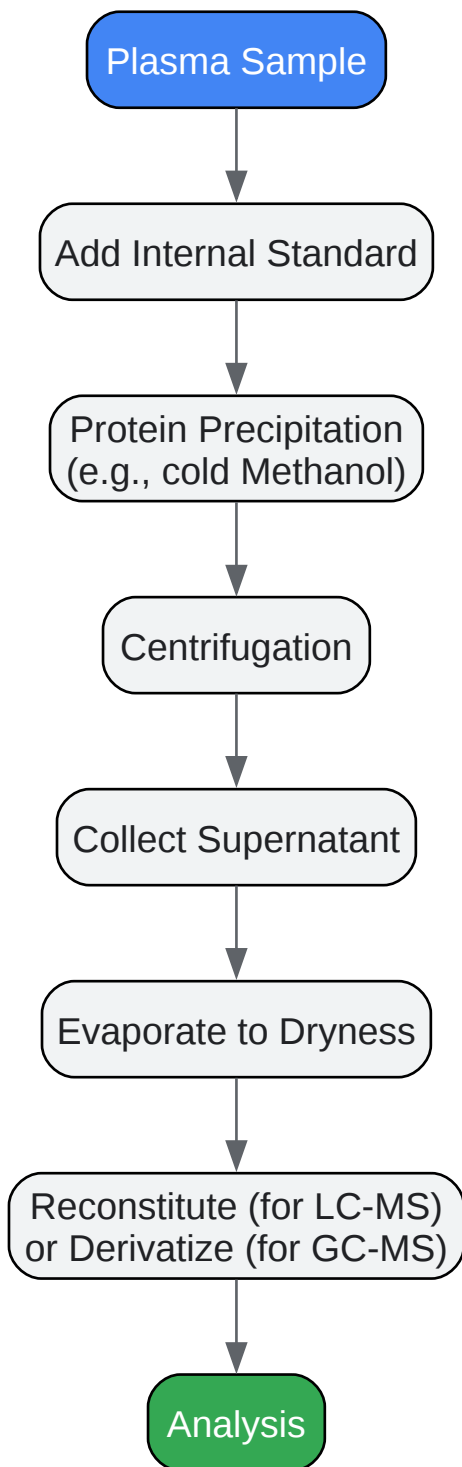 Plasma Sample
Add Internal Standard
Protein Precipitation
(e.g., cold Methanol)
Centrifugation
Collect Supernatant
Evaporate to Dryness
Reconstitute (for LC-MS)
or Derivatize (for GC-MS)
Analysis